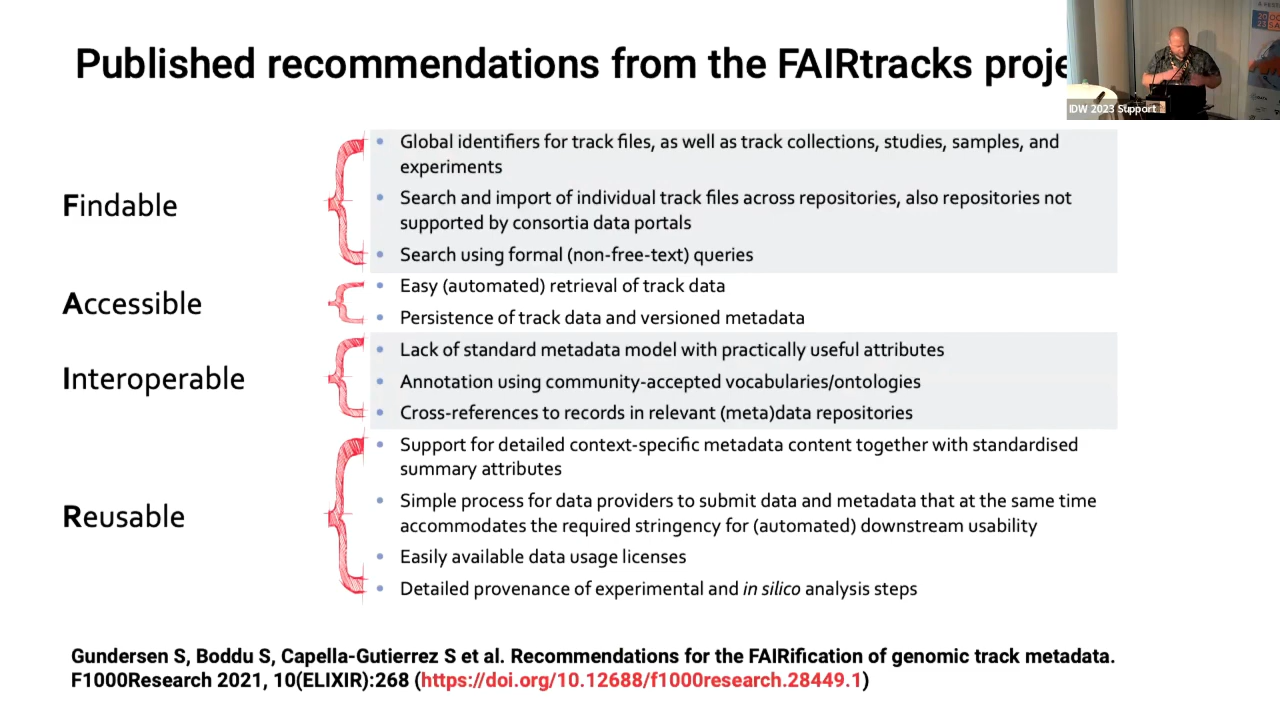 Published recommendations from the FAIRtracks proje
IDW 2023 Support
Findable
Global identifiers for track files, as well as track collections, studies, samples, and
experiments
Search and import of individual track files across repositories, also repositories not
supported by consortia data portals
Search using formal (non-free-text) queries
Accessible
Easy (automated) retrieval of track data
Persistence of track data and versioned metadata
Interoperable
Lack of standard metadata model with practically useful attributes
Annotation using community-accepted vocabularies/ontologies
Cross-references to records in relevant (meta)data repositories
Reusable
Support for detailed context-specific metadata content together with standardised
summary attributes
Simple process for data providers to submit data and metadata that at the same time
accommodates the required stringency for (automated) downstream usability
Easily available data usage licenses
Detailed provenance of experimental and in silico analysis steps
Gundersen S, Boddu S, Capella-Gutierrez S et al. Recommendations for the FAIRification of genomic track metadata.
F1000Research 2021, 10(ELIXIR):268 (https://doi.org/10.12688/f1000research.28449.1)